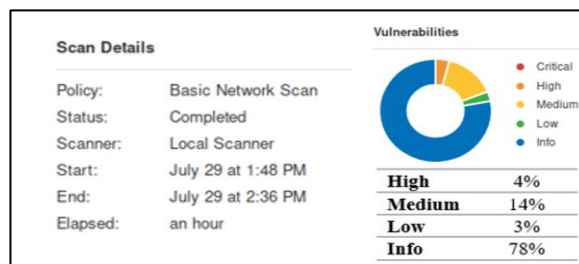 Scan Details
Policy: Basic Network Scan
Status: Completed
Scanner: Local Scanner
Start: July 29 at 1:48 PM
End: July 29 at 2:36 PM
Elapsed: an hour
Vulnerabilities
Critical
High
Medium
Low
Info
High 4%
Medium 14%
Low 3%
Info 78%